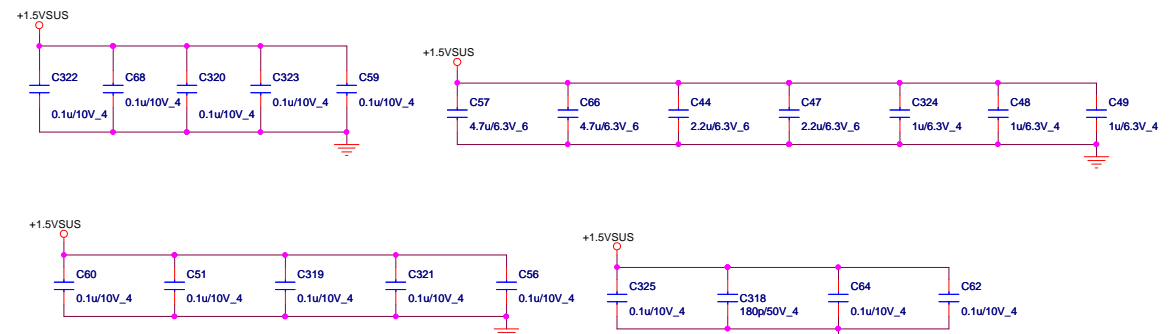 +1.5VSUS
C322
0.1u/10V_4
C68
0.1u/10V_4
C320
0.1u/10V_4
C323
0.1u/10V_4
C59
0.1u/10V_4
+1.5VSUS
C57
4.7u/6.3V_6
C66
4.7u/6.3V_6
C44
2.2u/6.3V_6
C47
2.2u/6.3V_6
C324
1u/6.3V_4
C48
1u/6.3V_4
C49
1u/6.3V_4
+1.5VSUS
C60
0.1u/10V_4
C51
0.1u/10V_4
C319
0.1u/10V_4
C321
0.1u/10V_4
C56
0.1u/10V_4
+1.5VSUS
C325
0.1u/10V_4
C318
180p/50V_4
C64
0.1u/10V_4
C62
0.1u/10V_4